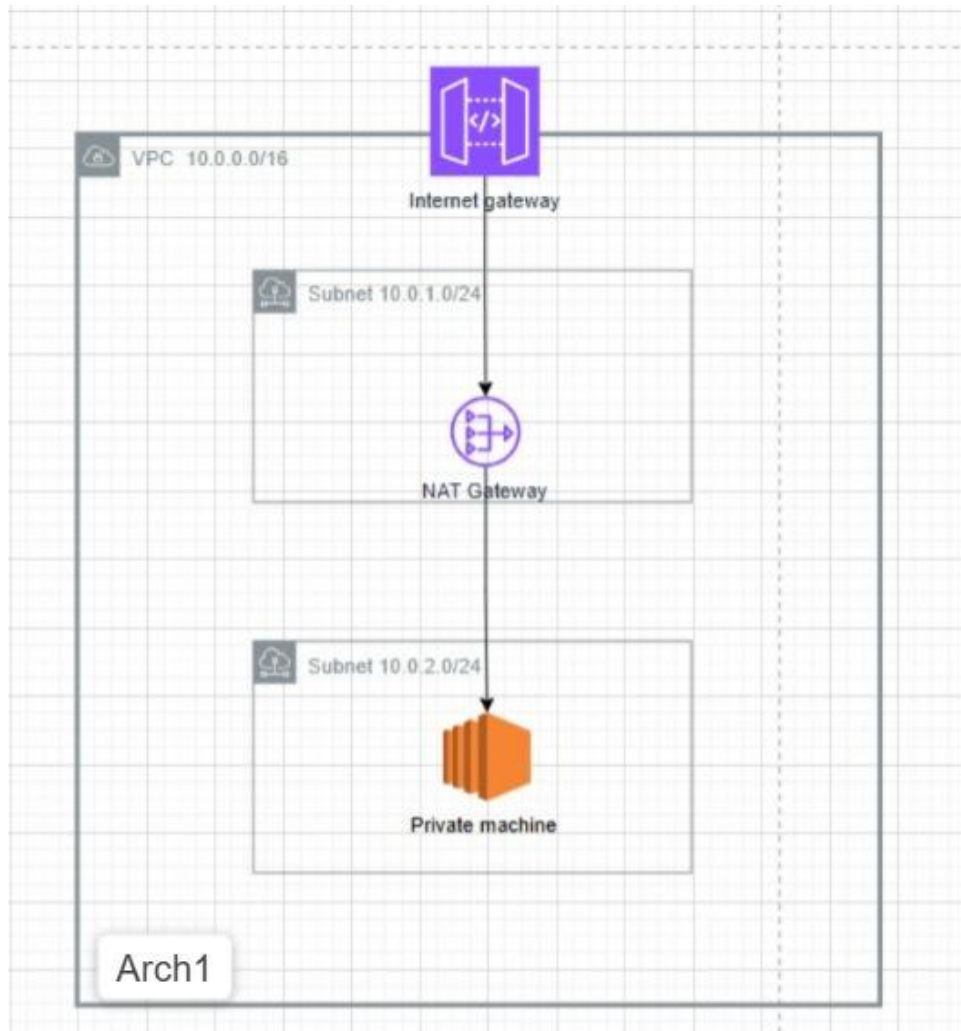 VPC 10.0.0.0/16
Internet gateway
Subnet 10.0.1.0/24
NAT Gateway
Subnet 10.0.2.0/24
Private machine
Arch1